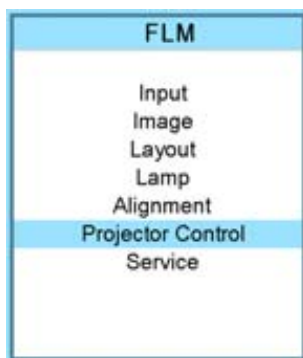 FLM
Input
Image
Layout
Lamp
Alignment
Projector Control
Service